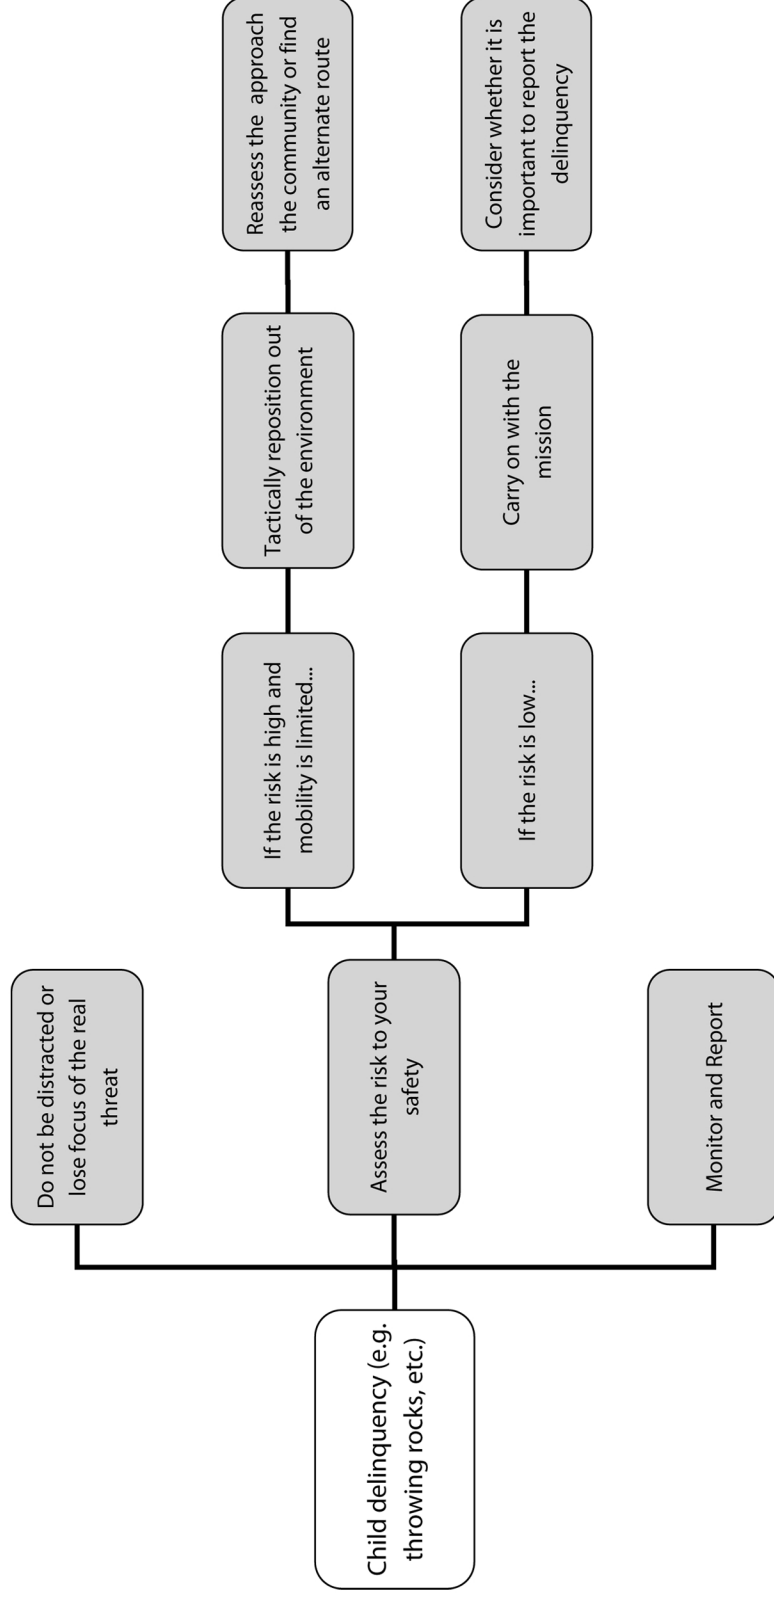 Child delinquency (e.g.
throwing rocks, etc.)
Do not be distracted or
lose focus of the real
threat
Assess the risk to your
safety
Monitor and Report
If the risk is high and
mobility is limited...
Tactically reposition out
of the environment
Reassess the approach
the community or find
an alternate route
If the risk is low...
Carry on with the
mission
Consider whether it is
important to report the
delinquency